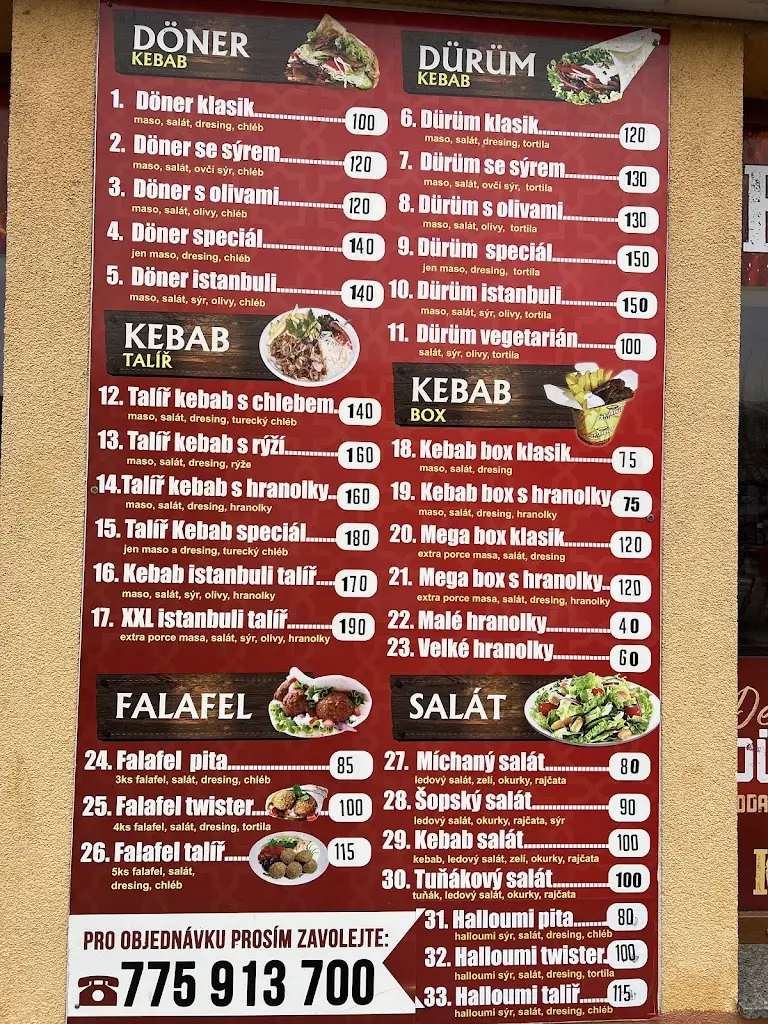 DÖNER
KEBAB
1. Döner klasik 100
maso, salát, dresing, chléb
2. Döner se sýrem 120
maso, salát, ovčí sýr, chléb
3. Döner s olivami 120
maso, salát, olivy, chléb
4. Döner speciál 140
jen maso, dresing, chléb
5. Döner istanbuli 140
maso, salát, sýr, olivy, chléb
KEBAB
TALÍŘ
12. Talíř kebab s chlebem 140
maso, salát, dresing, turecký chléb
13. Talíř kebab s rýží 160
maso, salát, dresing, rýže
14. Talíř kebab s hranolky 160
maso, salát, dresing, hranolky
15. Talíř Kebab speciál 180
jen maso a dresing, turecký chléb
16. Kebab istanbuli talíř 170
maso, salát, sýr, olivy, hranolky
17. XXL istanbuli talíř 190
extra porce masa, salát, sýr, olivy, hranolky
FALAFEL
24. Falafel pita 85
3ks falafel, salát, dresing, chléb
25. Falafel twister 100
4ks falafel, salát, dresing, tortila
26. Falafel talíř 115
5ks falafel, salát,
dresing, chléb
PRO OBJEDNÁVKU PROSÍM ZAVOLEJTE:
775 913 700
DÜRÜM
KEBAB
6. Dürüm klasik 120
maso, salát, dresing, tortila
7. Dürüm se sýrem 130
maso, salát, ovčí sýr, tortila
8. Dürüm s olivami 130
maso, salát, olivy, tortila
9. Dürüm speciál 150
jen maso, dresing, tortila
10. Dürüm istanbuli 150
maso, salát, sýr, olivy, tortila
11. Dürüm vegetarián 100
salát, sýr, olivy, tortila
KEBAB
BOX
18. Kebab box klasik 75
maso, salát, dresing
19. Kebab box s hranolky 75
maso, salát, dresing, hranolky
20. Mega box klasik 120
extra porce masa, salát, dresing
21. Mega box s hranolky 120
extra porce masa, salát, dresing, hranolky
22. Malé hranolky 40
23. Velké hranolky 60
SALÁT
27. Míchaný salát 80
ledový salát, zelí, okurky, rajčata
28. Šopský salát 90
ledový salát, okurky, rajčata, sýr
29. Kebab salát 100
kebab, ledový salát, zelí, okurky, rajčata
30. Tuňákový salát 100
tuňák, ledový salát, okurky, rajčata
31. Halloumi pita 80
halloumi sýr, salát, dresing, chléb
32. Halloumi twister 100
halloumi sýr, salát, dresing, tortila
33. Halloumi talíř 115
halloumi sýr, salát, dresing, chléb